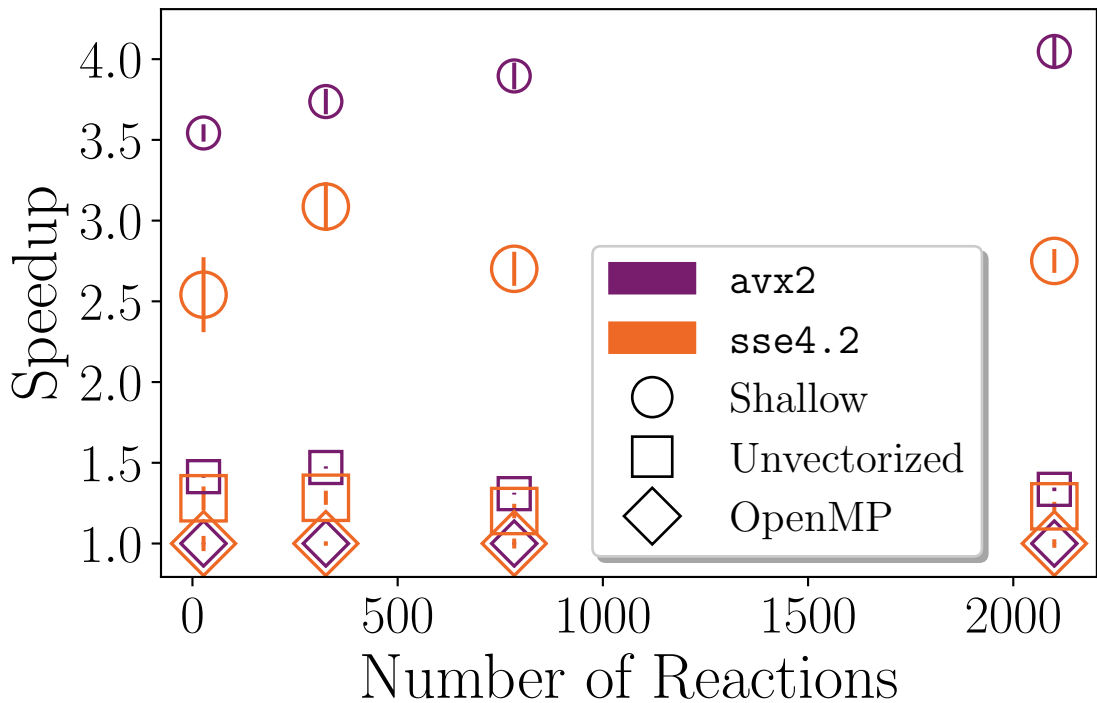 4.0
3.5
3.0
2.5
2.0
1.5
1.0
Speedup
avx2
sse4.2
Shallow
Unvectorized
OpenMP
0 500 1000 1500 2000
Number of Reactions